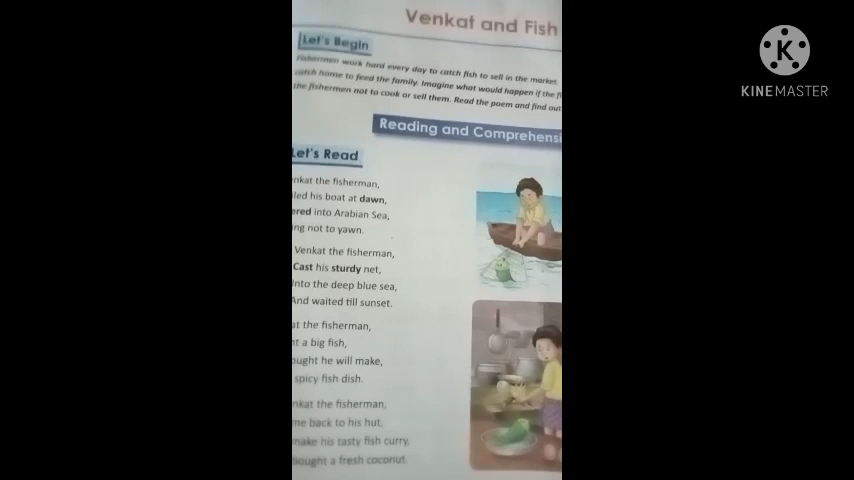 Venkat and Fish
Let's Begin
Fishermen work hard every day to catch fish to sell in the market.
catch home to feed the family. Imagine what would happen if the
the fishermen not to cook or sell them. Read the poem and find out
Reading and Comprehensi
Let's Read
nkat the fisherman,
led his boat at dawn,
ered into Arabian Sea,
ng not to yawn.
Venkat the fisherman,
Cast his sturdy net,
Into the deep blue sea,
And waited till sunset.
at the fisherman,
nt a big fish,
ought he will make,
spicy fish dish.
nkat the fisherman,
me back to his hut,
make his tasty fish curry,
bought a fresh coconut.
K
KINEMASTER